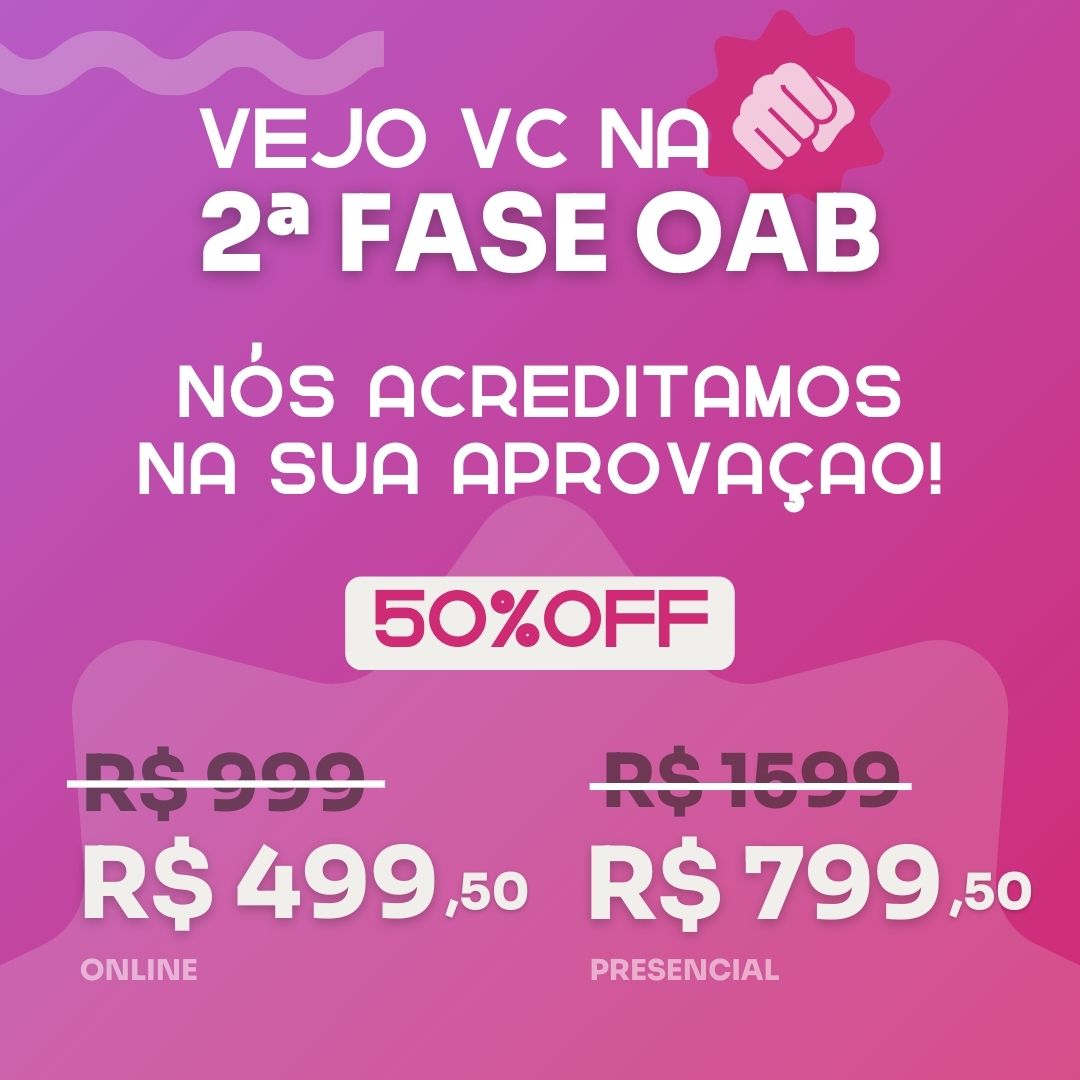 VEJO VC NA
2ª FASE OAB
NÓS ACREDITAMOS
NA SUA APROVAÇAO!
50%OFF
R$ 999
R$ 499,50
ONLINE
R$ 1599
R$ 799,50
PRESENCIAL